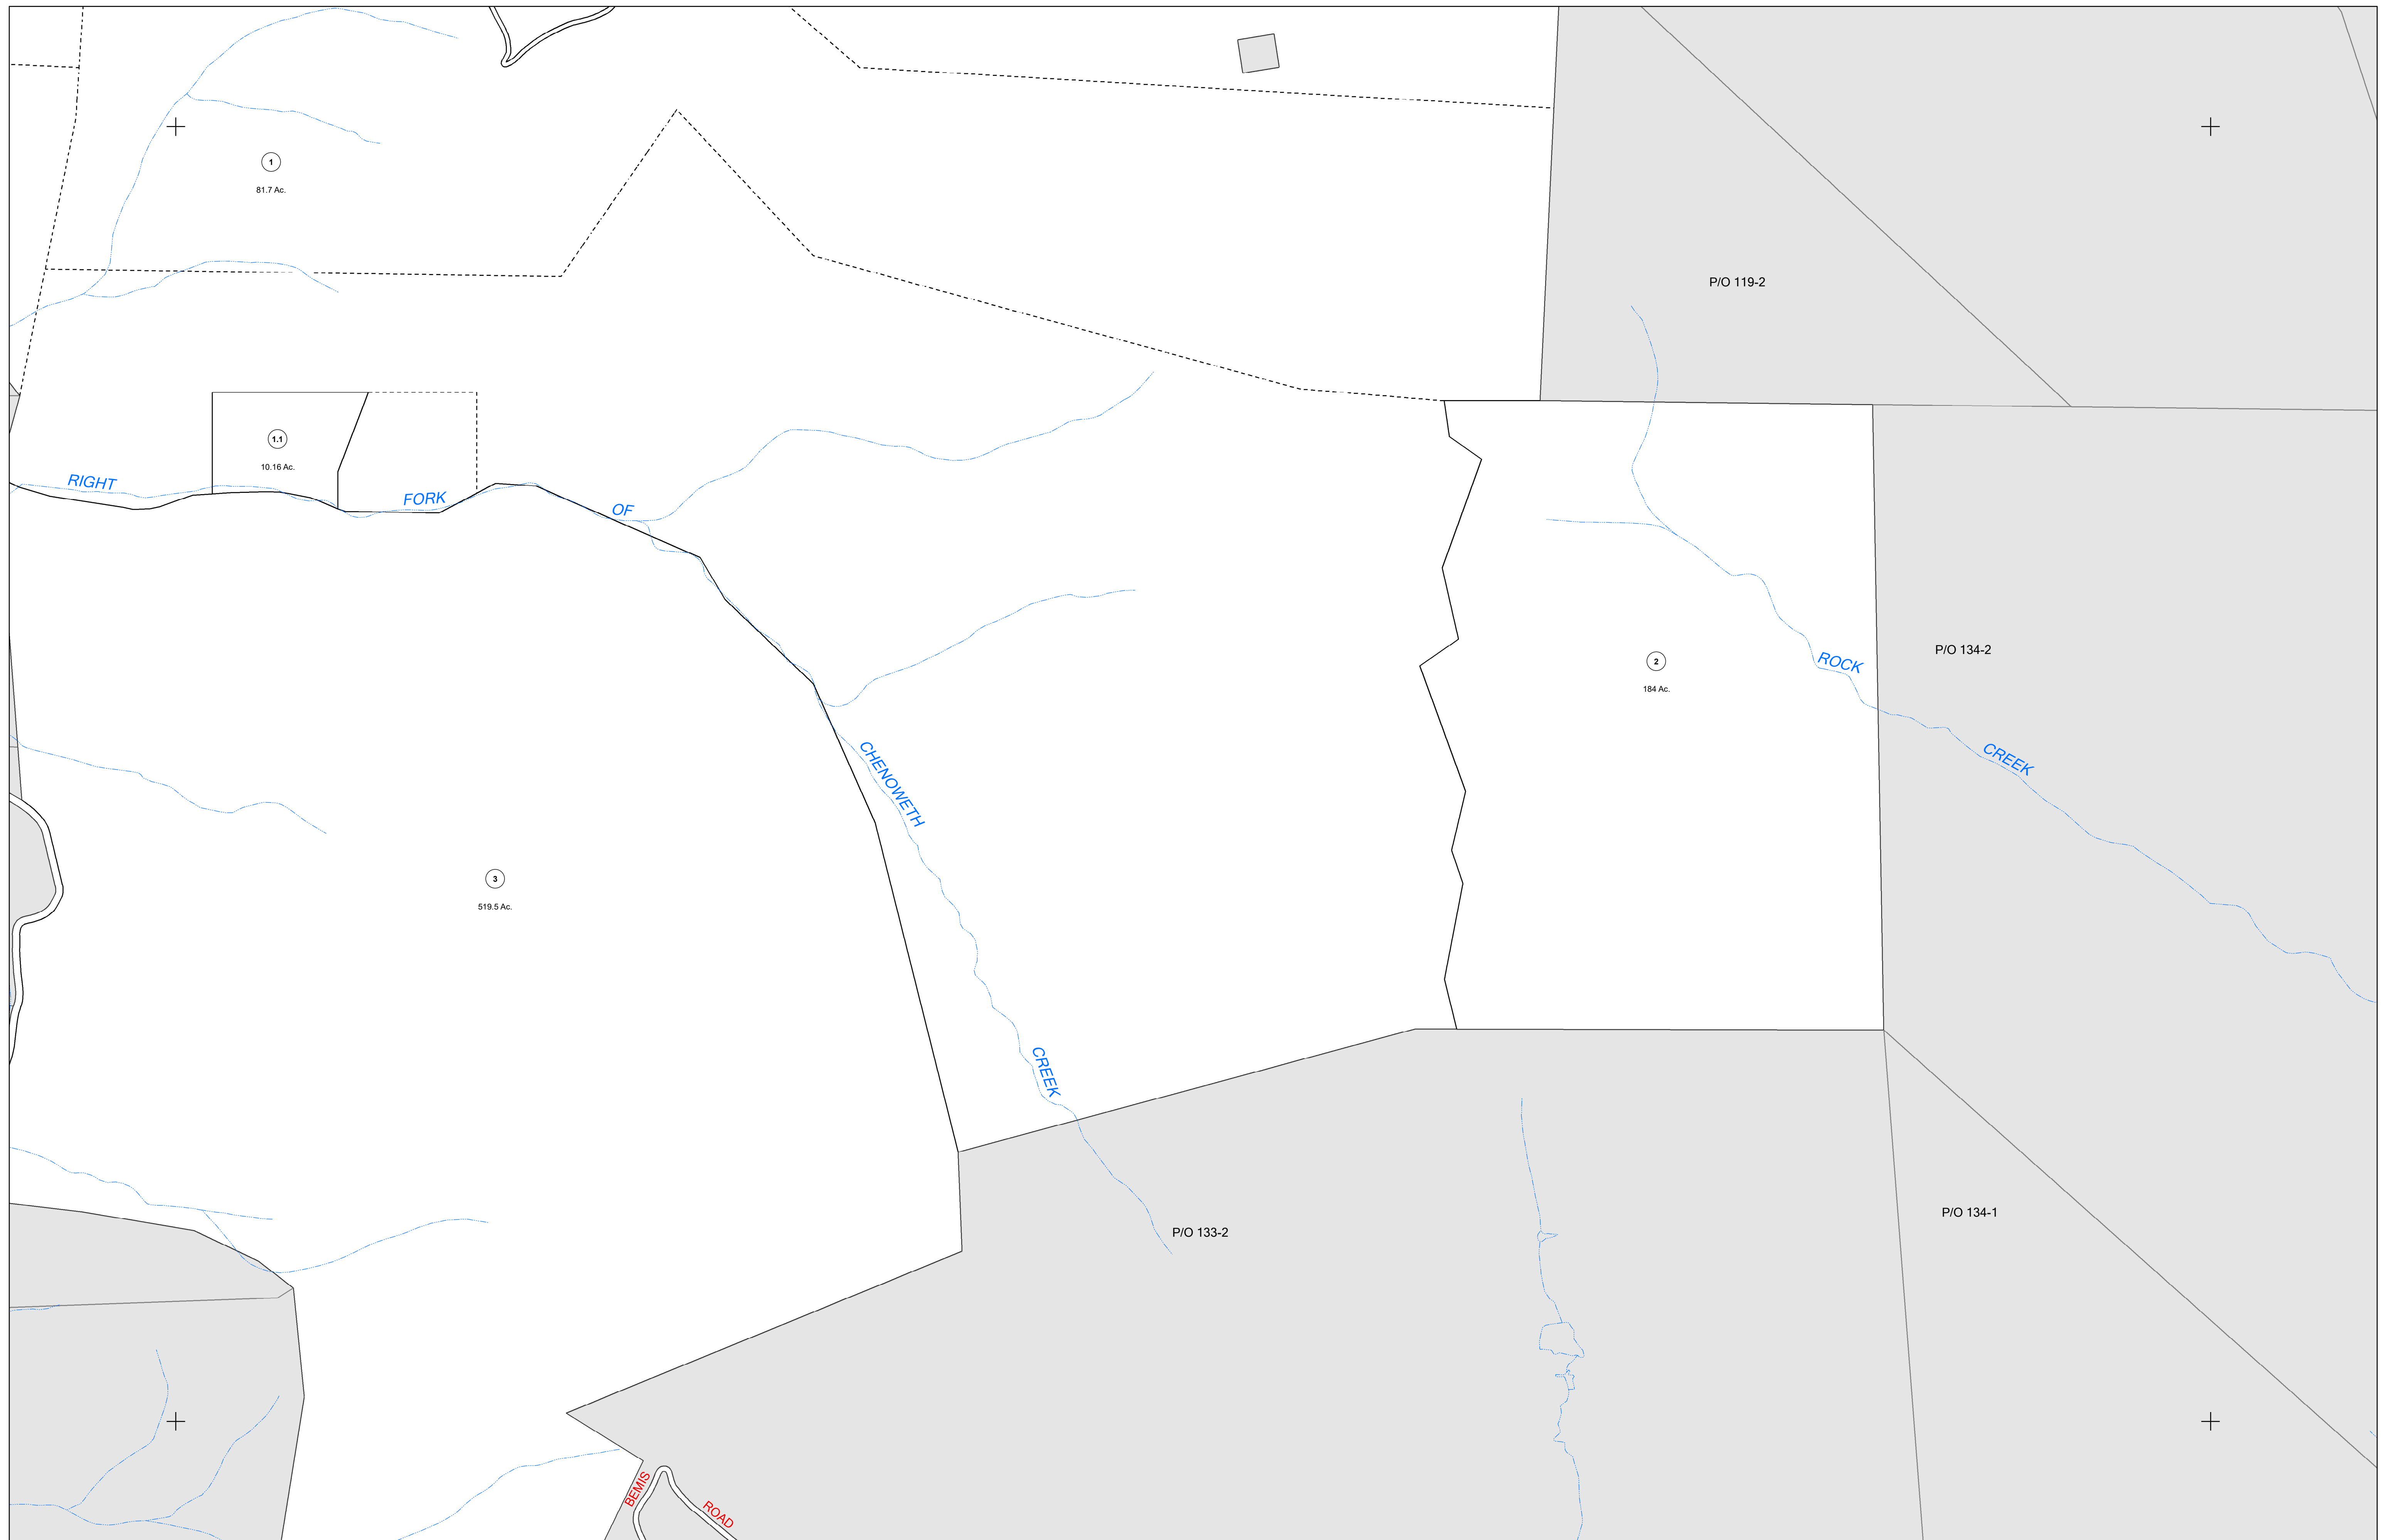 1
81.7 Ac.
P/O 119-2
1.1
10.16 Ac.
RIGHT
FORK
OF
P/O 134-2
2
184 Ac.
ROCK
CREEK
CHENOWETH
3
519.5 Ac.
CREEK
P/O 133-2
P/O 134-1
BEMIS
ROAD